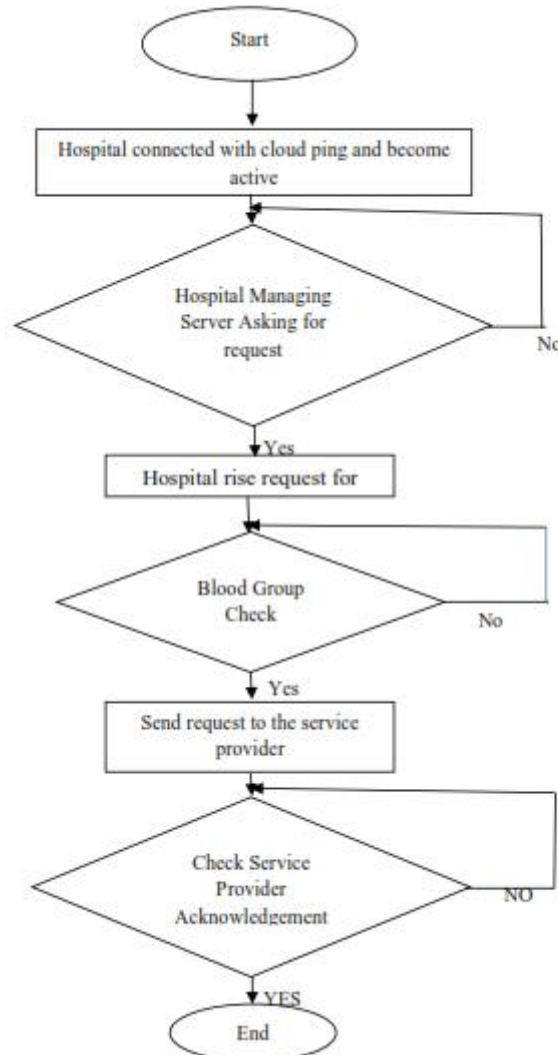 Start
Hospital connected with cloud ping and become
active
Hospital Managing
Server Asking for
request
No
Yes
Hospital rise request for
Blood Group
Check
No
Yes
Send request to the service
provider
Check Service
Provider
Acknowledgement
NO
YES
End